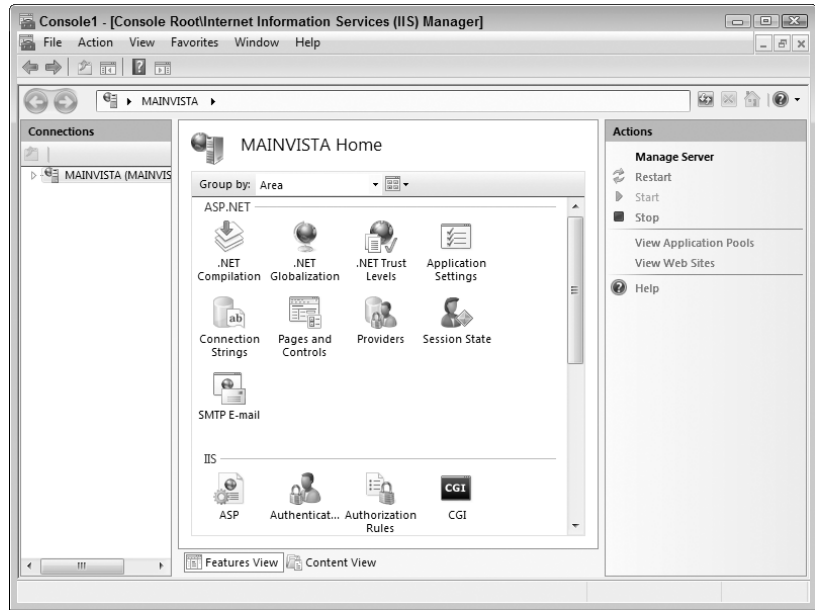 Console1 - [Console Root\Internet Information Services (IIS) Manager]
File Action View Favorites Window Help
MAINVISTA
Connections
MAINVISTA (MAINVIS
MAINVISTA Home
Group by: Area
ASP.NET
.NET Compilation
.NET Globalization
.NET Trust Levels
Application Settings
Connection Strings
Pages and Controls
Providers
Session State
SMTP E-mail
IIS
ASP
Authenticat...
Authorization Rules
CGI
CGI
Features View
Content View
Actions
Manage Server
Restart
Start
Stop
View Application Pools
View Web Sites
Help